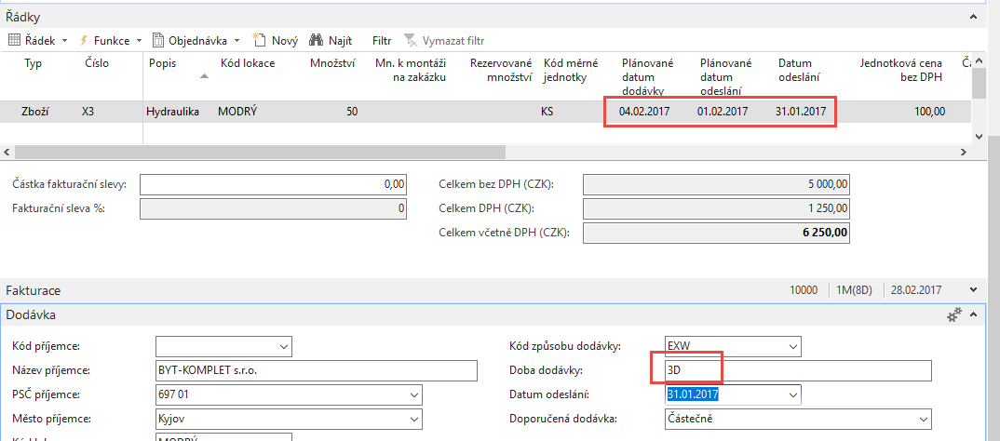 Řádky
Řádek Funkce Objednávka Nový Najít Filtr Vymazat filtr
Typ Číslo Popis Kód lokace Množství Mn. k montáži na zakázku Rezervované množství Kód měrné jednotky Plánované datum dodávky Plánované datum odeslání Datum odeslání Jednotková cena bez DPH
Zboží X3 Hydraulika MODRÝ 50 KS 04.02.2017 01.02.2017 31.01.2017 100,00
Částka fakturační slevy: 0,00 Celkem bez DPH (CZK): 5 000,00
Fakturační sleva %: 0 Celkem DPH (CZK): 1 250,00
Celkem včetně DPH (CZK): 6 250,00
Fakturace 10000 1M(8D) 28.02.2017
Dodávka
Kód příjemce: Kód způsobu dodávky: EXW
Název příjemce: BYT-KOMPLET s.r.o. Doba dodávky: 3D
PSČ příjemce: 697 01 Datum odeslání: 31.01.2017
Město příjemce: Kyjov Doporučená dodávka: Částečně